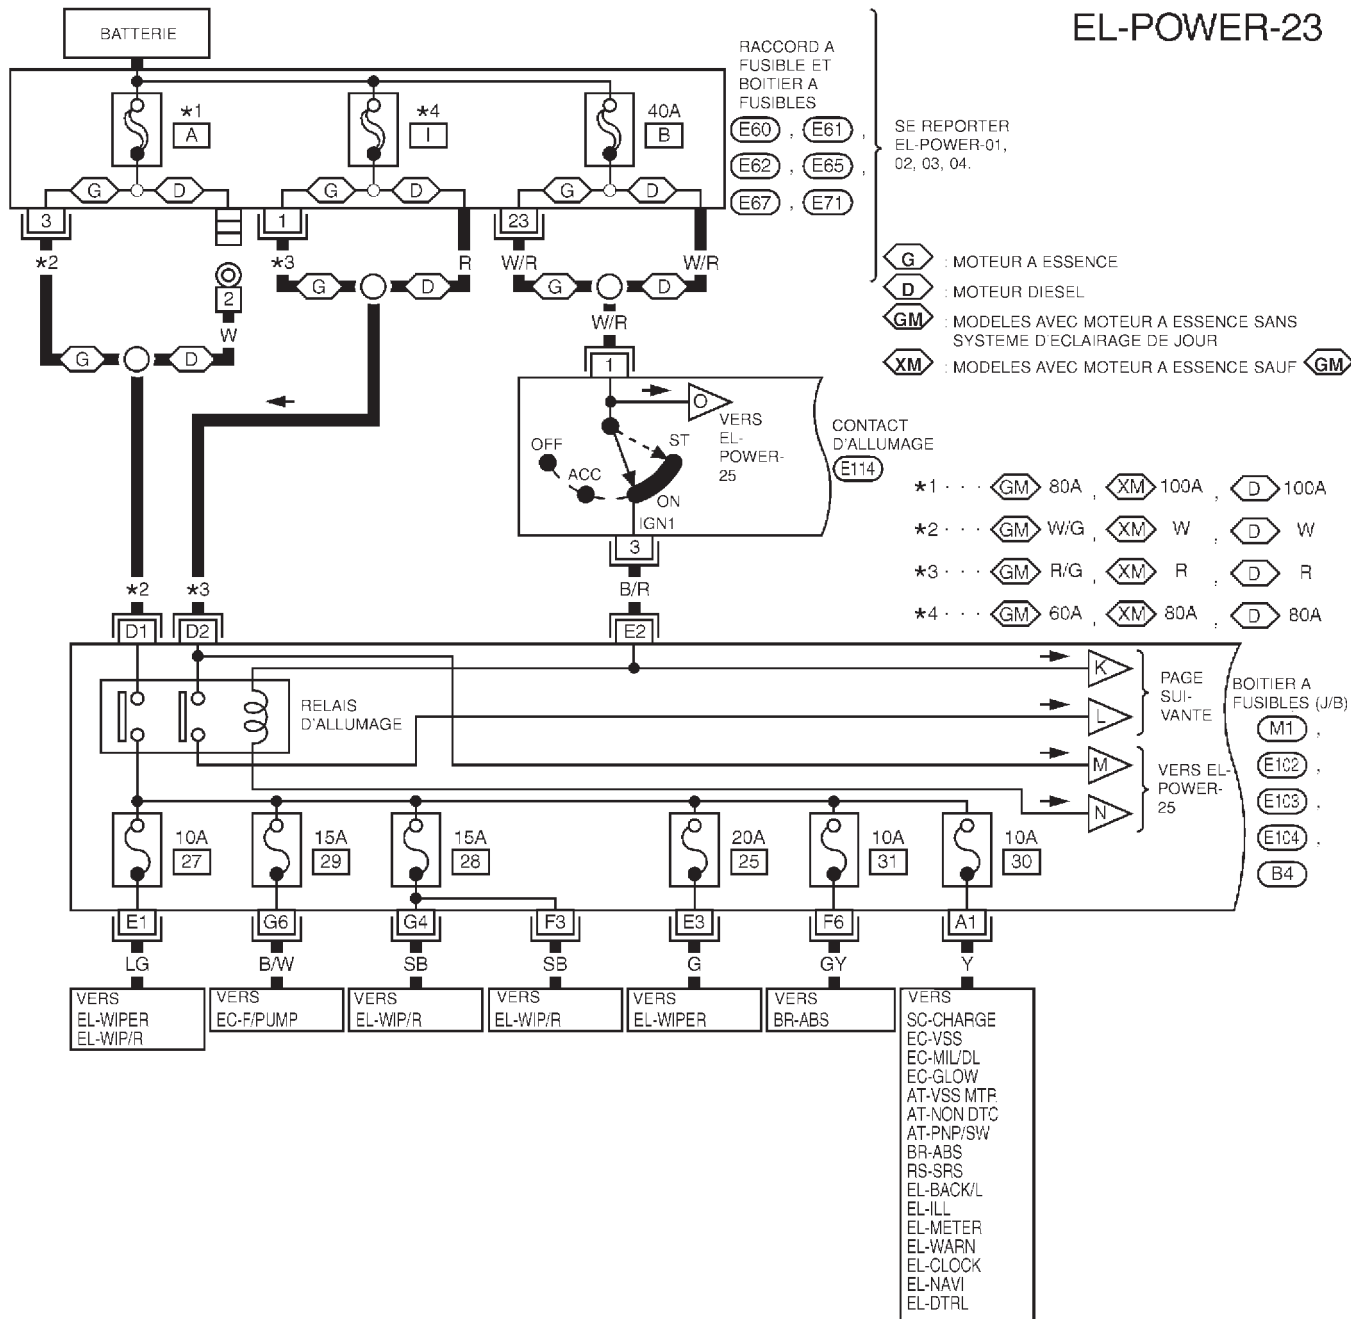 EL-POWER-23
BATTERIE
RACCORD A
FUSIBLE ET
BOITIER A
FUSIBLES
E60 , E61 ,
E62 , E65 ,
E67 , E71
SE REPORTER
EL-POWER-01,
02, 03, 04.
*1
A
*4
I
40A
B
G D G D G D
3 1 23
*2 *3 R W/R W/R
G D G D
2
W
W/R
G D
1
G : MOTEUR A ESSENCE
D : MOTEUR DIESEL
GM : MODELES AVEC MOTEUR A ESSENCE SANS
SYSTEME D'ECLAIRAGE DE JOUR
XM : MODELES AVEC MOTEUR A ESSENCE SAUF GM
O
VERS
EL-
POWER-
25
OFF
ACC
ST
ON
IGN1
CONTACT
D'ALLUMAGE
E114
3
B/R
*1 · · · GM 80A , XM 100A , D 100A
*2 · · · GM W/G , XM W , D W
*3 · · · GM R/G , XM R , D R
*4 · · · GM 60A , XM 80A , D 80A
*2 *3
D1 D2 E2
RELAIS
D'ALLUMAGE
K
L
PAGE
SUI-
VANTE
M
N
VERS EL-
POWER-
25
BOITIER A
FUSIBLES (J/B)
M1 ,
E102 ,
E103 ,
E104 ,
B4
10A 15A 15A 20A 10A 10A
27 29 28 25 31 30
E1 G6 G4 F3 E3 F6 A1
LG B/W SB SB G GY Y
VERS
EL-WIPER
EL-WIP/R
VERS
EC-F/PUMP
VERS
EL-WIP/R
VERS
EL-WIP/R
VERS
EL-WIPER
VERS
BR-ABS
VERS
SC-CHARGE
EC-VSS
EC-MIL/DL
EC-GLOW
AT-VSS MTR
AT-NON DTC
AT-PNP/SW
BR-ABS
RS-SRS
EL-BACK/L
EL-ILL
EL-METER
EL-WARN
EL-CLOCK
EL-NAVI
EL-DTRL